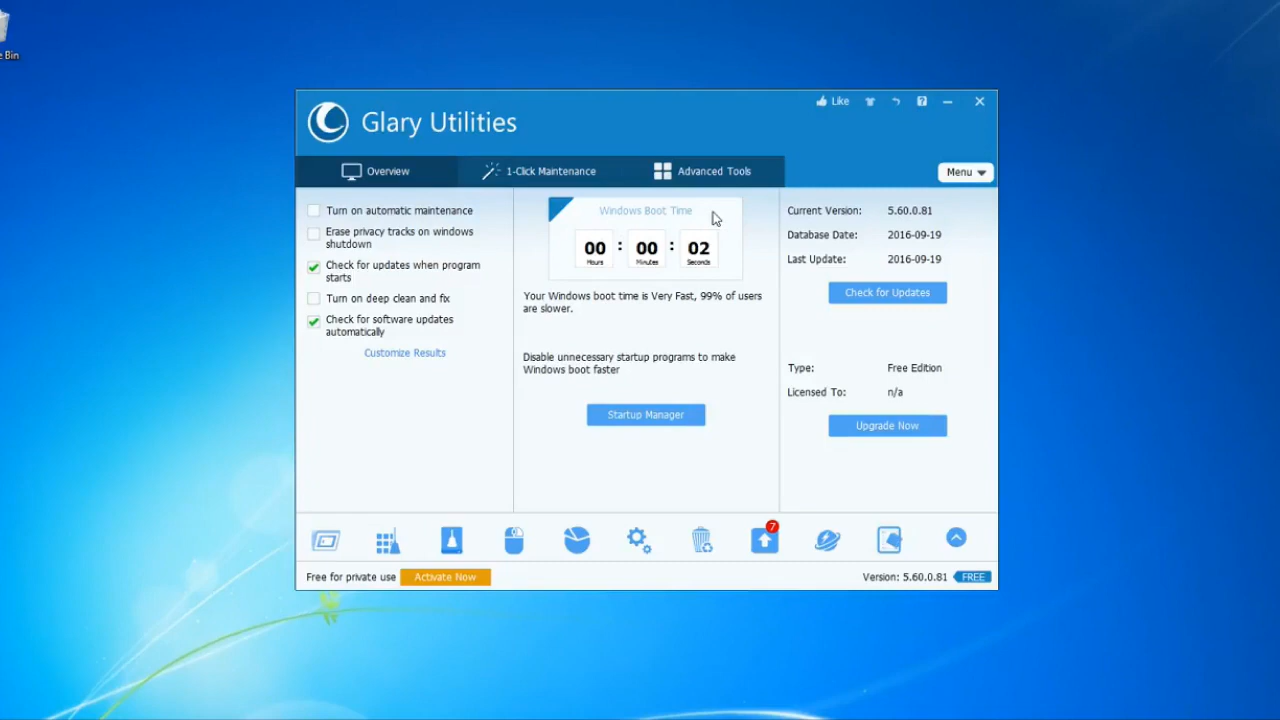 e Bin
Like
Glary Utilities
Overview
1-Click Maintenance
Advanced Tools
Menu
Turn on automatic maintenance
Erase privacy tracks on windows
shutdown
Check for updates when program
starts
Turn on deep clean and fix
Check for software updates
automatically
Customize Results
Windows Boot Time
00 : 00 : 02
Hours Minutes Seconds
Your Windows boot time is Very Fast, 99% of users
are slower.
Disable unnecessary startup programs to make
Windows boot faster
Startup Manager
Current Version: 5.60.0.81
Database Date: 2016-09-19
Last Update: 2016-09-19
Check for Updates
Type: Free Edition
Licensed To: n/a
Upgrade Now
7
Free for private use
Activate Now
Version: 5.60.0.81
FREE